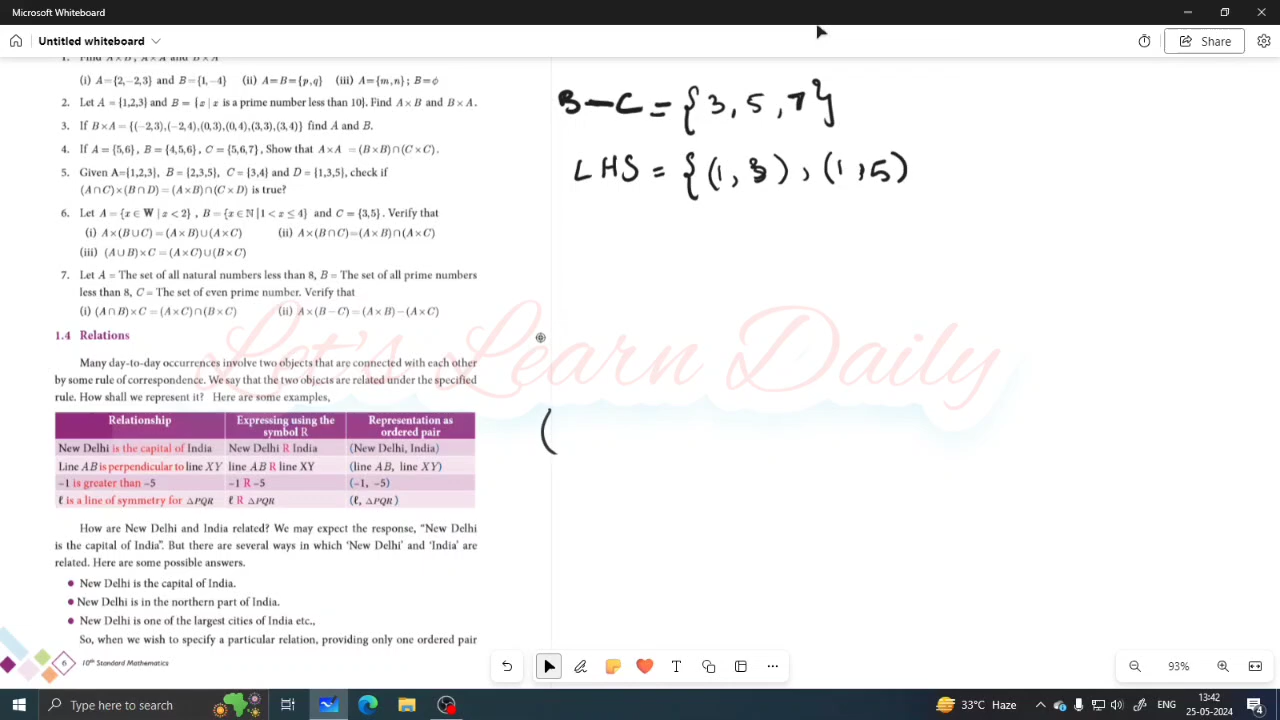 Microsoft Whiteboard
Untitled whiteboard
Share
1. Find A×B, A×A and B×A
(i) A={2,−2,3} and B={1,−4} (ii) A=B={p,q} (iii) A={m,n}; B=ϕ
2. Let A = {1,2,3} and B = {x | x is a prime number less than 10}. Find A×B and B×A.
3. If B×A = {(−2,3),(−2,4),(0,3),(0,4),(3,3),(3,4)} find A and B.
4. If A = {5,6}, B = {4,5,6}, C = {5,6,7}, Show that A×A = (B×B)∩(C×C).
5. Given A={1,2,3}, B = {2,3,5}, C = {3,4} and D = {1,3,5}, check if
(A∩C)×(B∩D) = (A×B)∩(C×D) is true?
6. Let A = {x ∈ 𝕎 | x < 2}, B = {x ∈ ℕ | 1 < x ≤ 4} and C = {3,5}. Verify that
(i) A×(B∪C) = (A×B)∪(A×C) (ii) A×(B∩C)=(A×B)∩(A×C)
(iii) (A∪B)×C = (A×C)∪(B×C)
7. Let A = The set of all natural numbers less than 8, B = The set of all prime numbers
less than 8, C = The set of even prime number. Verify that
(i) (A∩B)×C = (A×C)∩(B×C) (ii) A×(B−C) = (A×B)−(A×C)
1.4 Relations
Many day-to-day occurrences involve two objects that are connected with each other
by some rule of correspondence. We say that the two objects are related under the specified
rule. How shall we represent it? Here are some examples,
Relationship Expressing using the symbol R Representation as ordered pair
New Delhi is the capital of India New Delhi R India (New Delhi, India)
Line AB is perpendicular to line XY line AB R line XY (line AB, line XY)
−1 is greater than −5 −1 R −5 (−1, −5)
ℓ is a line of symmetry for △PQR ℓ R △PQR (ℓ, △PQR)
How are New Delhi and India related? We may expect the response, “New Delhi
is the capital of India”. But there are several ways in which ‘New Delhi’ and ‘India’ are
related. Here are some possible answers.
● New Delhi is the capital of India.
● New Delhi is in the northern part of India.
● New Delhi is one of the largest cities of India etc.,
So, when we wish to specify a particular relation, providing only one ordered pair
6 10th Standard Mathematics
B − C = {3, 5, 7}
LHS = {(1, 3), (1, 5)
(
Let's Learn Daily
93%
Type here to search
33°C Haze
ENG
13:42
25-05-2024
4